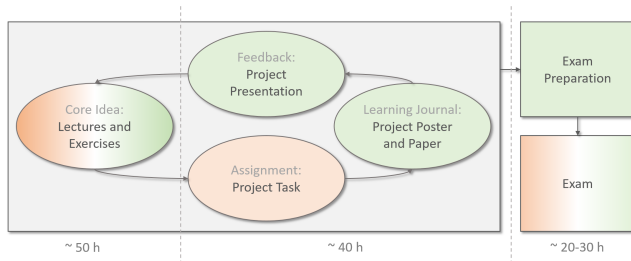 Feedback:
Project
Presentation
Core Idea:
Lectures and
Exercises
Learning Journal:
Project Poster
and Paper
Assignment:
Project Task
Exam
Preparation
Exam
~ 50 h
~ 40 h
~ 20-30 h